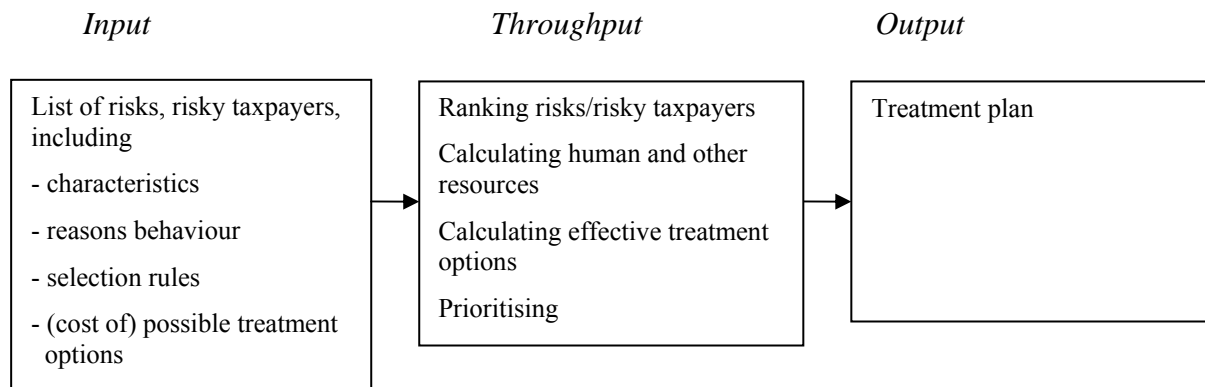 Input
Throughput
Output
List of risks, risky taxpayers,
including
- characteristics
- reasons behaviour
- selection rules
- (cost of) possible treatment
options
Ranking risks/risky taxpayers
Calculating human and other
resources
Calculating effective treatment
options
Prioritising
Treatment plan